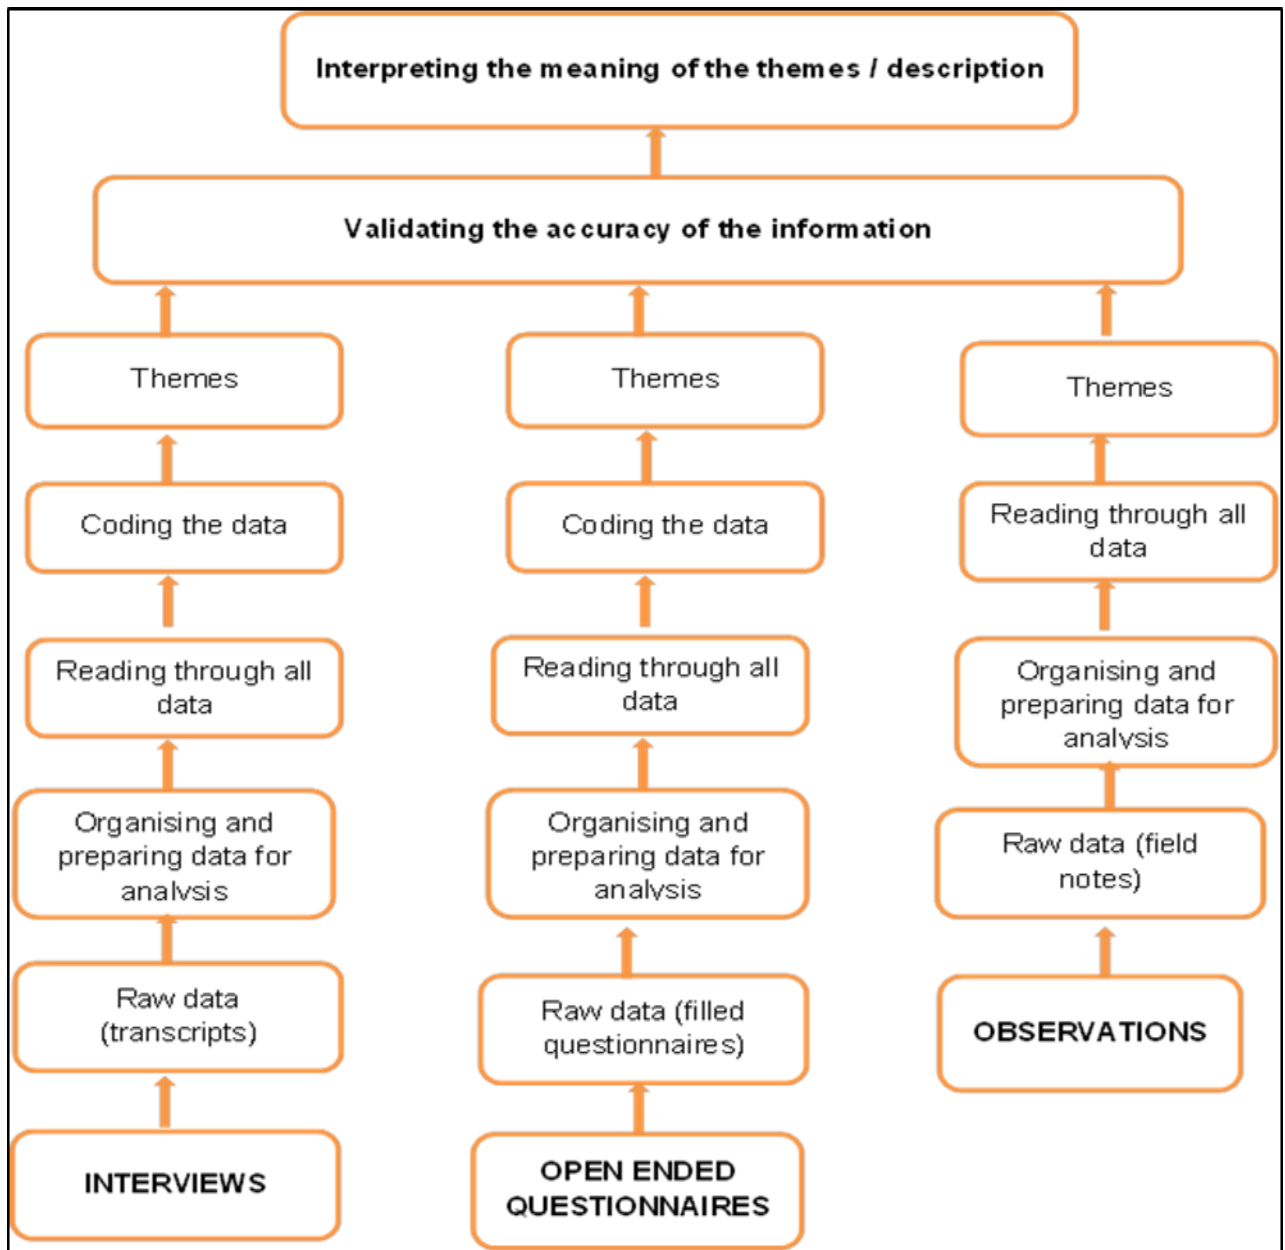 Interpreting the meaning of the themes / description
Validating the accuracy of the information
Themes
Themes
Themes
Coding the data
Coding the data
Reading through all
data
Reading through all
data
Reading through all
data
Organising and
preparing data for
analysis
Organising and
preparing data for
analysis
Organising and
preparing data for
analysis
Raw data (field
notes)
Raw data
(transcripts)
Raw data (filled
questionnaires)
OBSERVATIONS
INTERVIEWS
OPEN ENDED
QUESTIONNAIRES